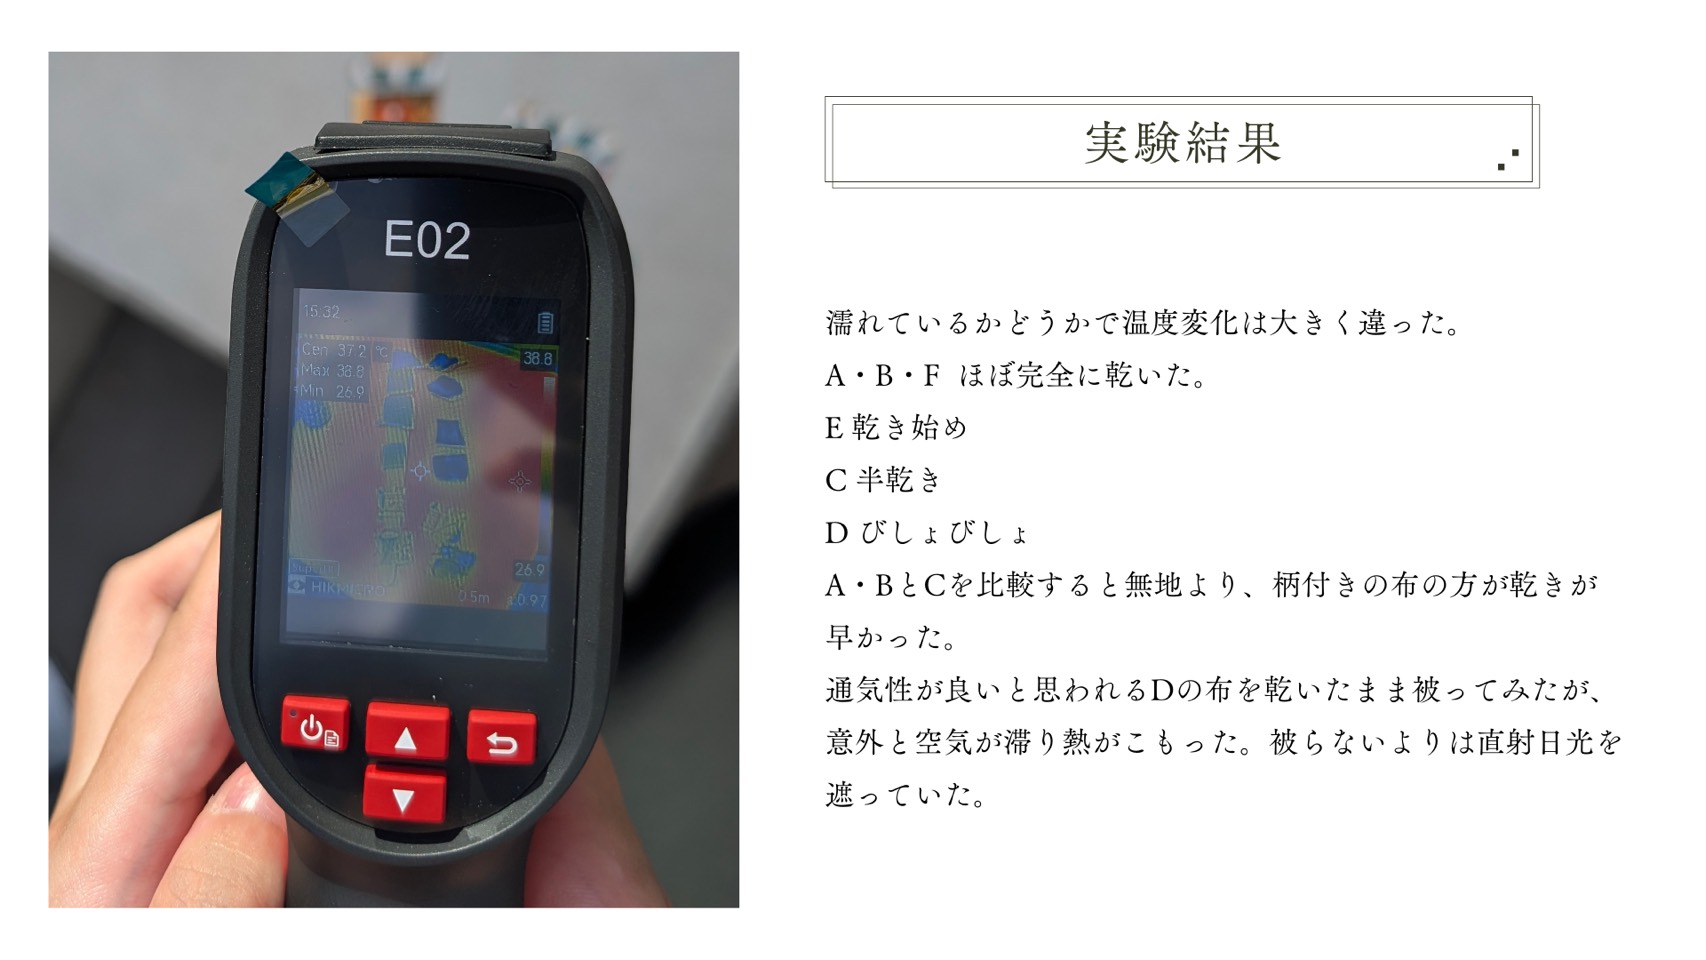 E02
15:32
Cen 37.2 ℃
Max 38.8
Min 26.9
38.8
26.9
0.5m
0.97
実験結果
濡れているかどうかで温度変化は大きく違った。
A・B・F ほぼ完全に乾いた。
E 乾き始め
C 半乾き
D びしょびしょ
A・BとCを比較すると無地より、柄付きの布の方が乾きが
早かった。
通気性が良いと思われるDの布を乾いたまま被ってみたが、
意外と空気が滞り熱がこもった。被らないよりは直射日光を
遮っていた。